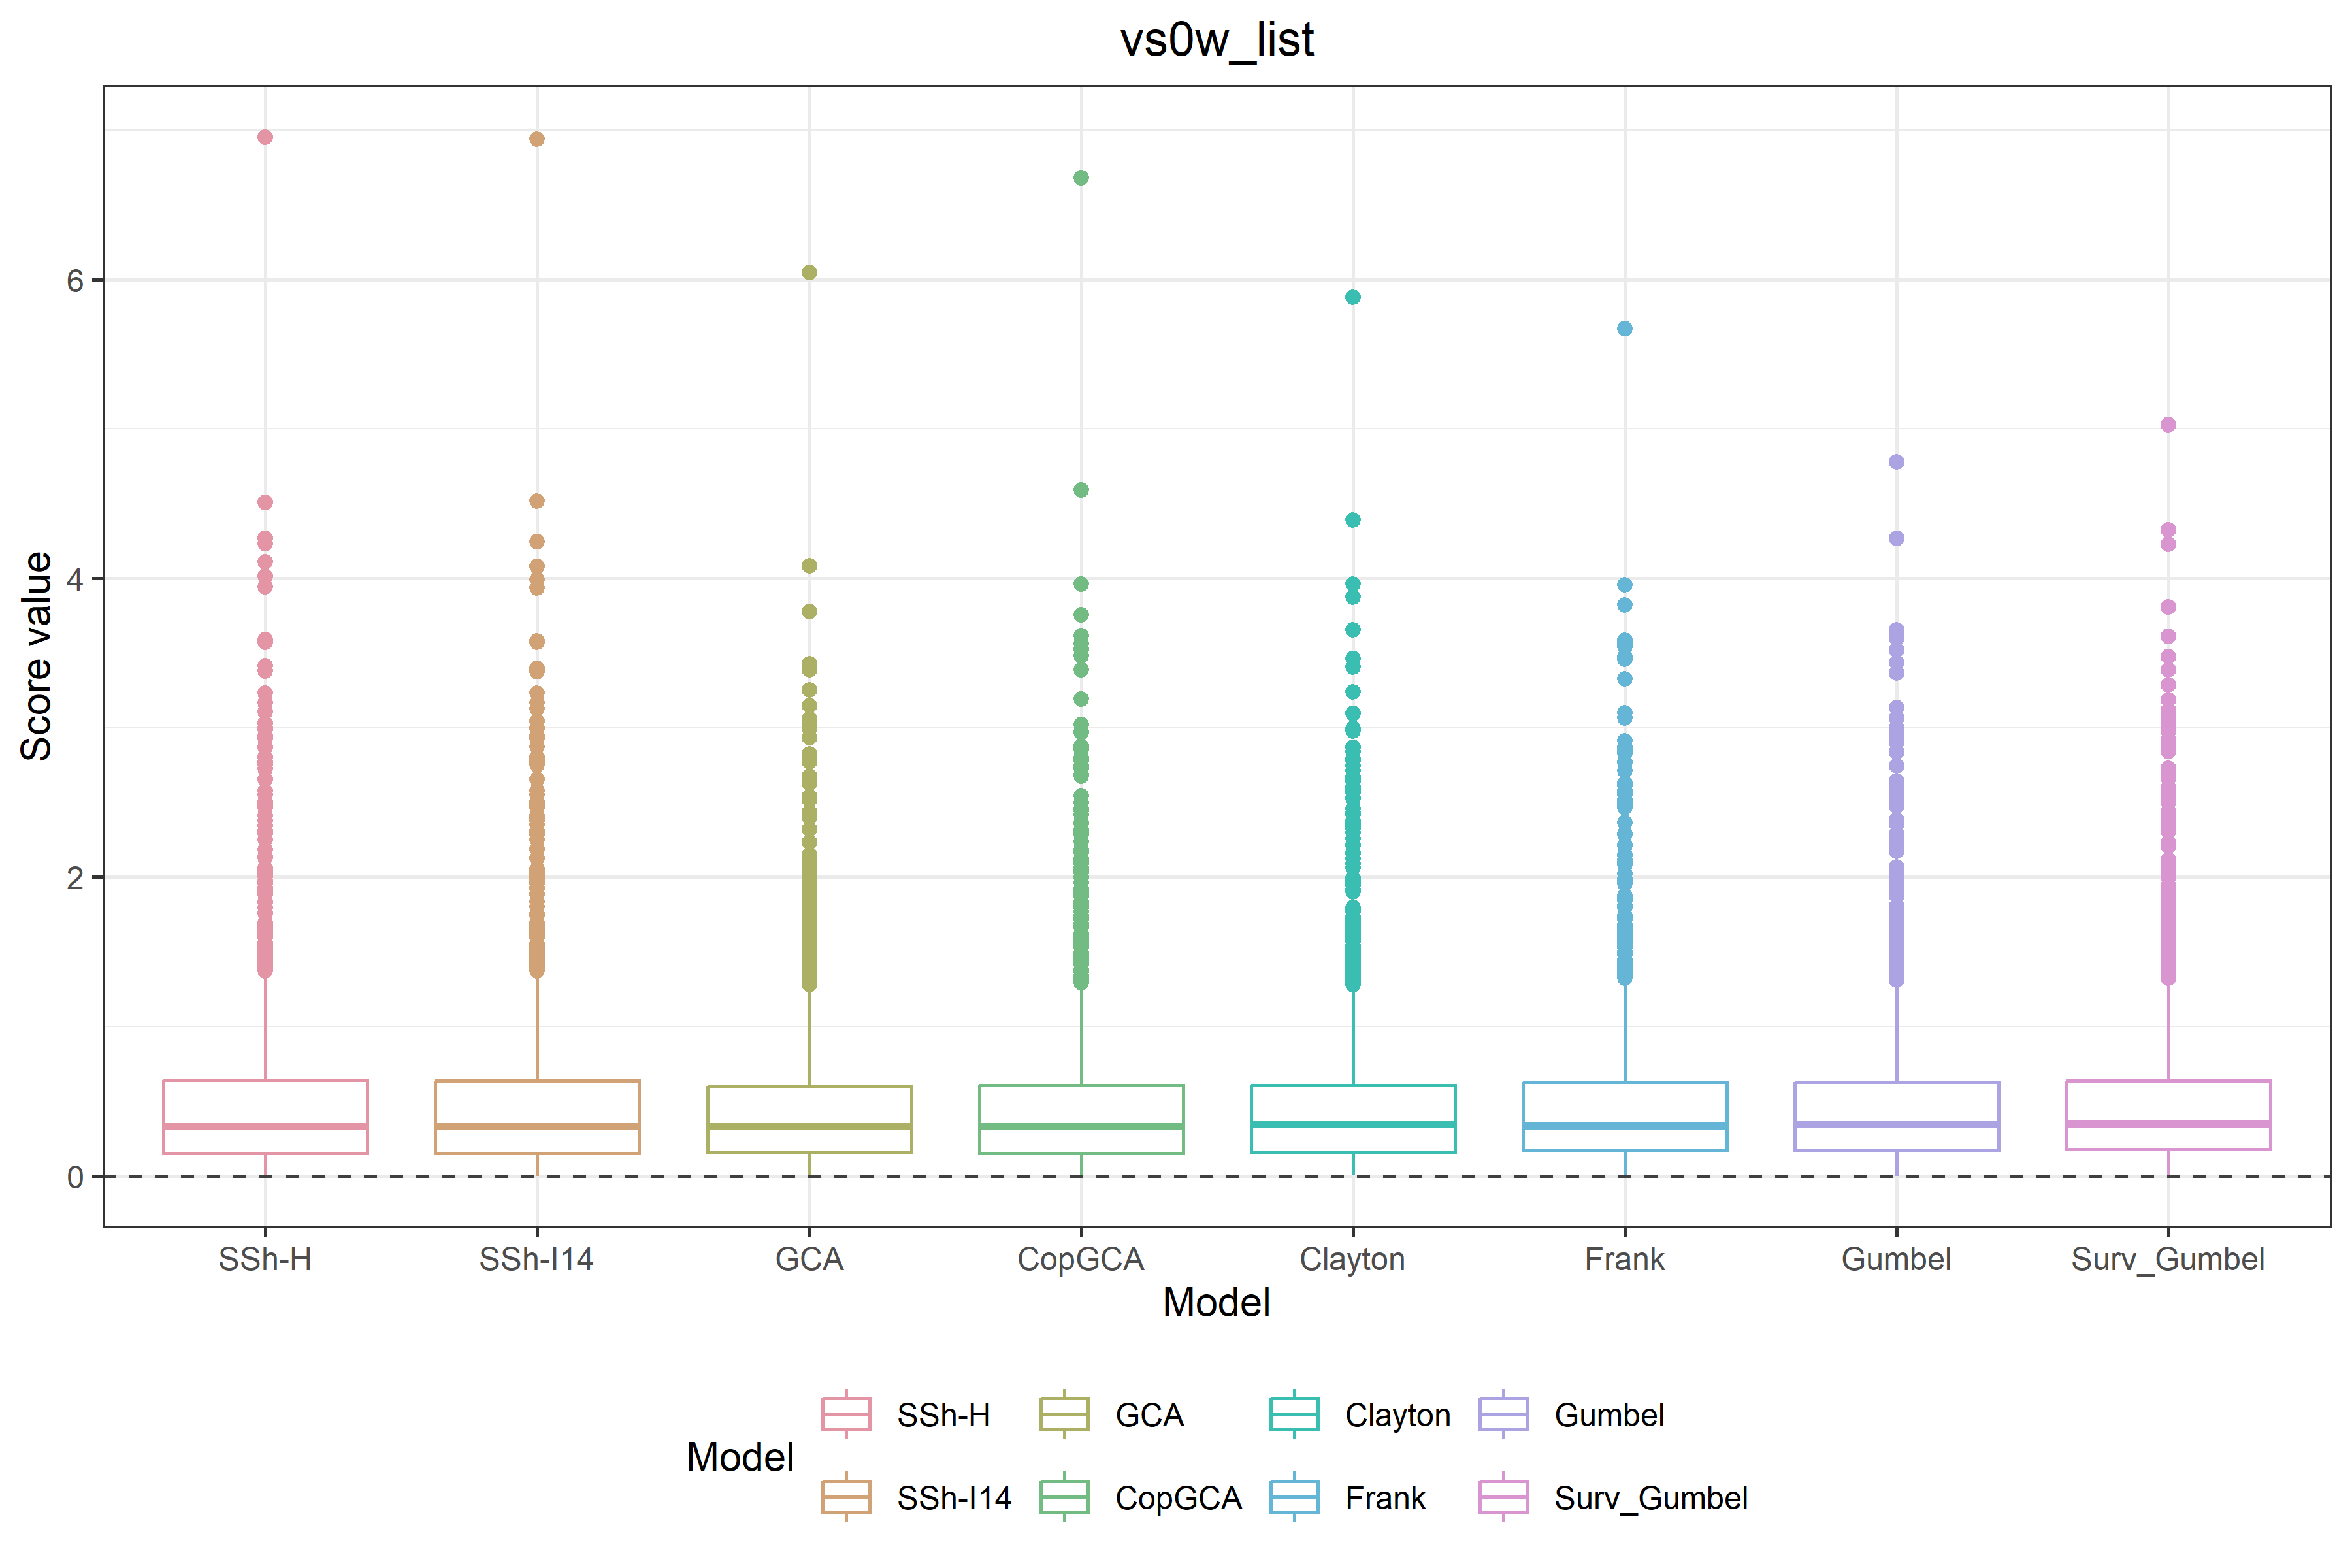 vs0w_list
Score value
6
4
2
0
SSh-H SSh-I14 GCA CopGCA Clayton Frank Gumbel Surv_Gumbel
Model
Model
SSh-H GCA Clayton Gumbel
SSh-I14 CopGCA Frank Surv_Gumbel